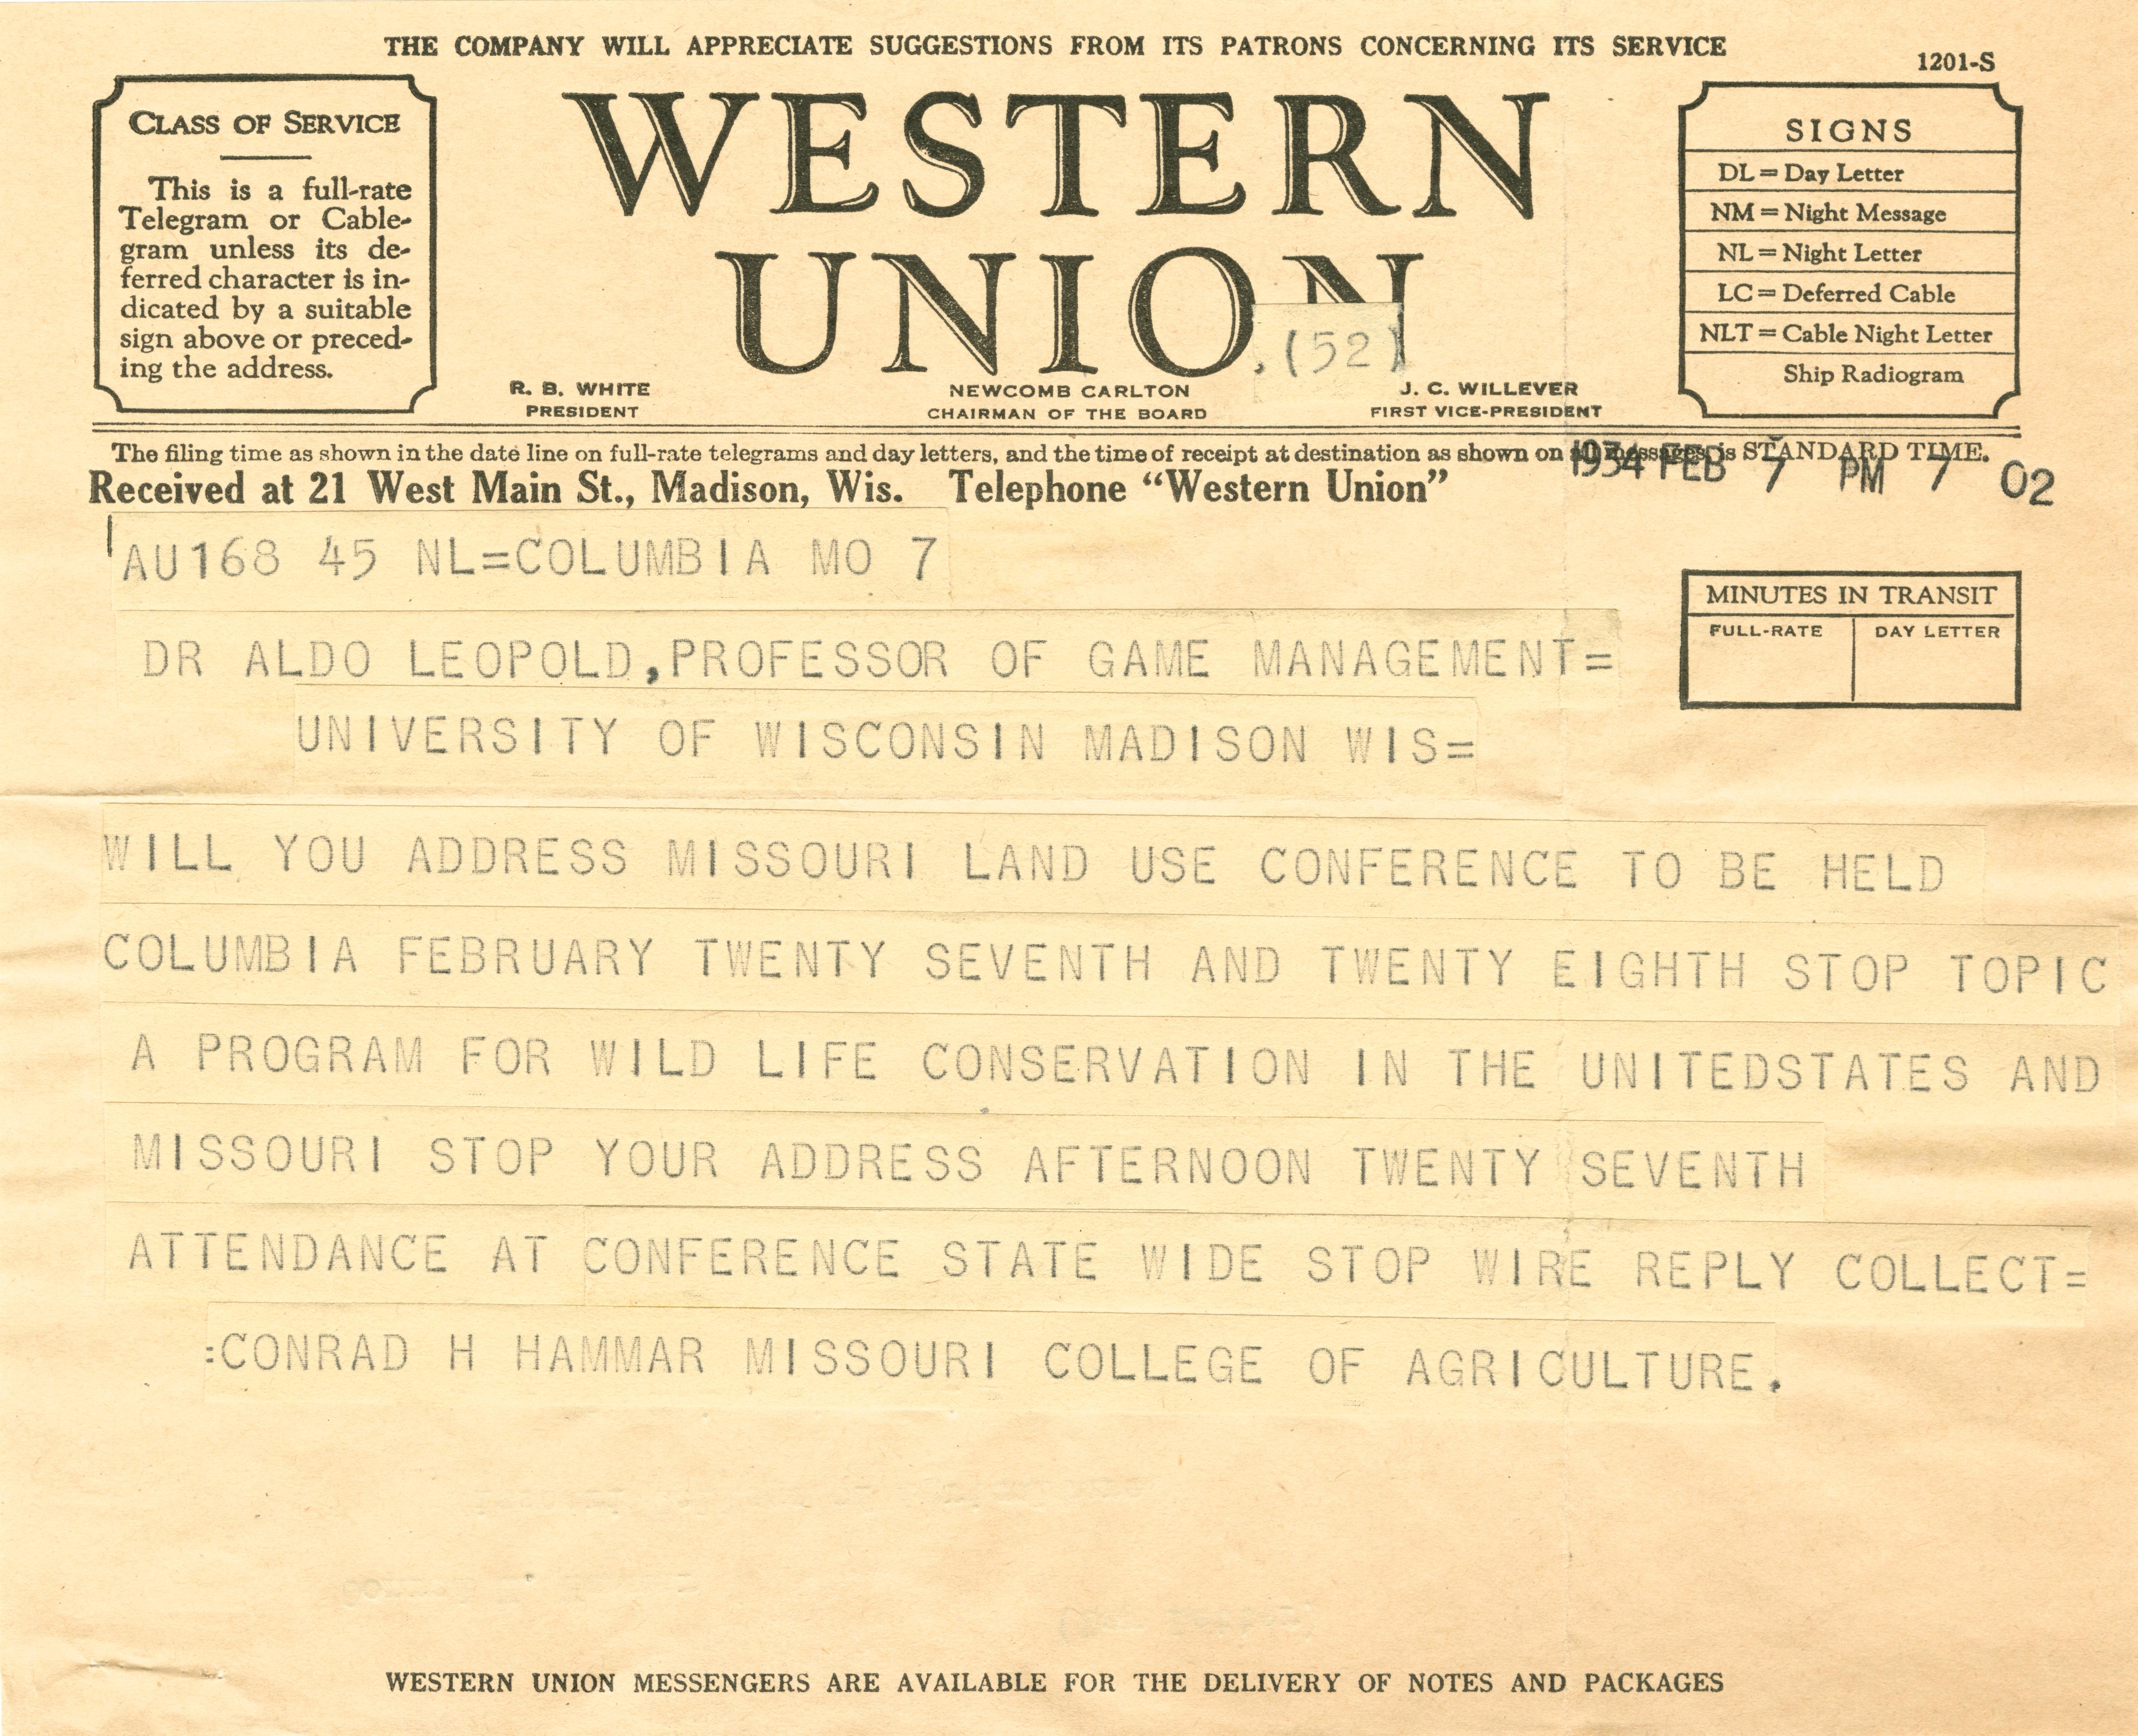 THE COMPANY WILL APPRECIATE SUGGESTIONS FROM ITS PATRONS CONCERNING ITS SERVICE
1201-S
CLASS OF SERVICE
This is a full-rate
Telegram or Cable-
gram unless its de-
ferred character is in-
dicated by a suitable
sign above or preced-
ing the address.
WESTERN
UNION
.(52)
R. B. WHITE
PRESIDENT
NEWCOMB CARLTON
CHAIRMAN OF THE BOARD
J. C. WILLEVER
FIRST VICE-PRESIDENT
SIGNS
DL = Day Letter
NM = Night Message
NL = Night Letter
LC = Deferred Cable
NLT = Cable Night Letter
Ship Radiogram
The filing time as shown in the date line on full-rate telegrams and day letters, and the time of receipt at destination as shown on all messages, is STANDARD TIME.
Received at 21 West Main St., Madison, Wis. Telephone “Western Union”
1934 FEB 7 PM 7 02
AU168 45 NL=COLUMBIA MO 7
MINUTES IN TRANSIT
FULL-RATE
DAY LETTER
DR ALDO LEOPOLD,PROFESSOR OF GAME MANAGEMENT=
UNIVERSITY OF WISCONSIN MADISON WIS=
WILL YOU ADDRESS MISSOURI LAND USE CONFERENCE TO BE HELD
COLUMBIA FEBRUARY TWENTY SEVENTH AND TWENTY EIGHTH STOP TOPIC
A PROGRAM FOR WILD LIFE CONSERVATION IN THE UNITEDSTATES AND
MISSOURI STOP YOUR ADDRESS AFTERNOON TWENTY SEVENTH
ATTENDANCE AT CONFERENCE STATE WIDE STOP WIRE REPLY COLLECT=
=CONRAD H HAMMAR MISSOURI COLLEGE OF AGRICULTURE.
WESTERN UNION MESSENGERS ARE AVAILABLE FOR THE DELIVERY OF NOTES AND PACKAGES